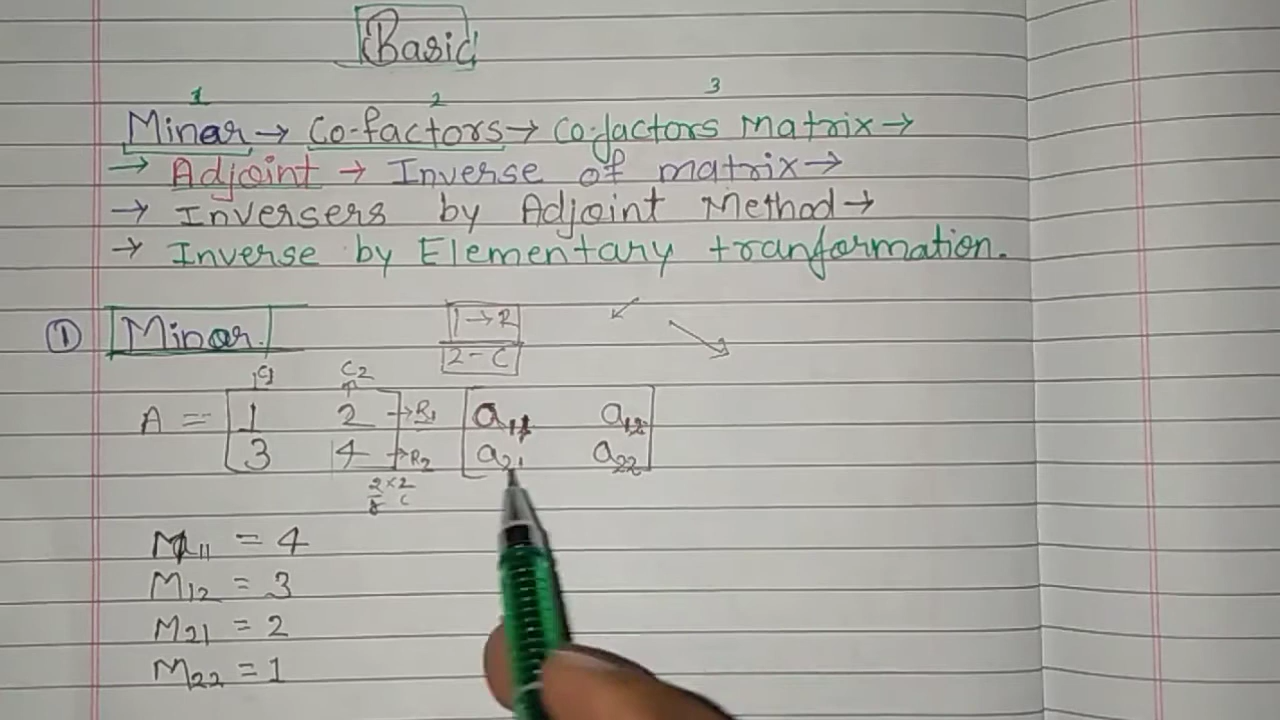 Basic
1 2 3
Minor → Co-factors → Co-factors Matrix →
→ Adjoint → Inverse of matrix →
→ Inversers by Adjoint Method →
→ Inverse by Elementary tranformation.
① Minor.
1 → R
2 - C
C1 C2
A = 1 2 → R1 a11 a12
3 4 → R2 a21 a22
2 × 2
r c
M11 = 4
M12 = 3
M21 = 2
M22 = 1